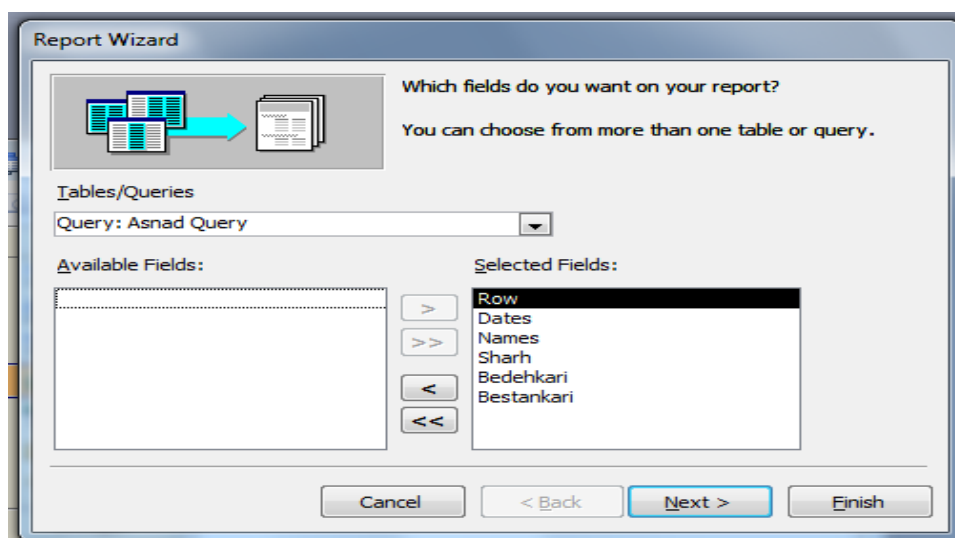 Report Wizard
Which fields do you want on your report?
You can choose from more than one table or query.
Tables/Queries
Query: Asnad Query
Available Fields:
Selected Fields:
>
>>
<
<<
Row
Dates
Names
Sharh
Bedehkari
Bestankari
Cancel
< Back
Next >
Finish